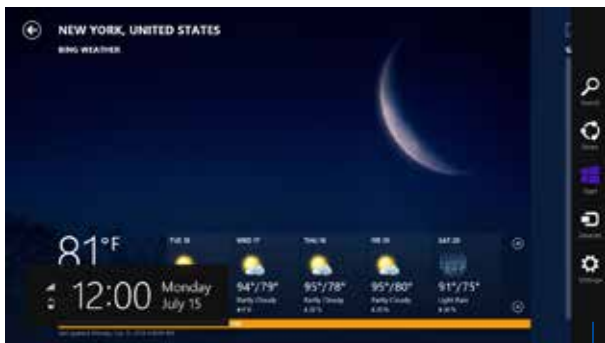 NEW YORK, UNITED STATES
BING WEATHER
Search
Share
Start
Devices
Settings
81°F
TUE 16
WED 17
THU 18
FRI 19
SAT 20
94°/79°
95°/78°
95°/80°
91°/75°
Partly Cloudy
Partly Cloudy
Partly Cloudy
Light Rain
12:00
Monday
July 15